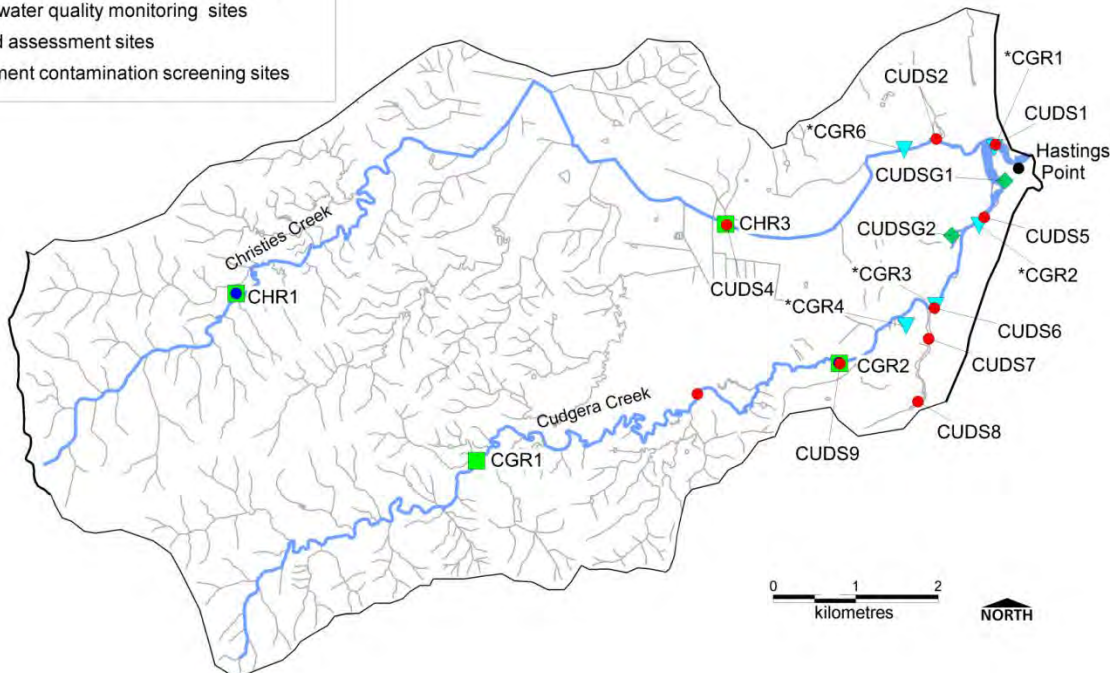 water quality monitoring sites
assessment sites
contamination screening sites
*CGR1
CUDS2
CUDS1
*CGR6
Hastings
Point
CUDSG1
CHR3
CUDSG2
CUDS5
Christies Creek
*CGR3
*CGR2
CUDS4
CHR1
*CGR4
CUDS6
CUDS7
CGR2
Cudgera Creek
CUDS8
CUDS9
CGR1
0 1 2
kilometres
NORTH